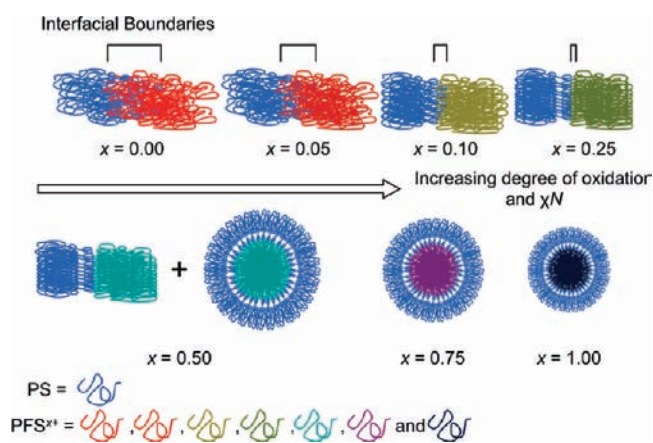 Interfacial Boundaries
x = 0.00 x = 0.05 x = 0.10 x = 0.25
Increasing degree of oxidation
and χN
+
x = 0.50 x = 0.75 x = 1.00
PS =
PFSˣ⁺ = , , , , , and